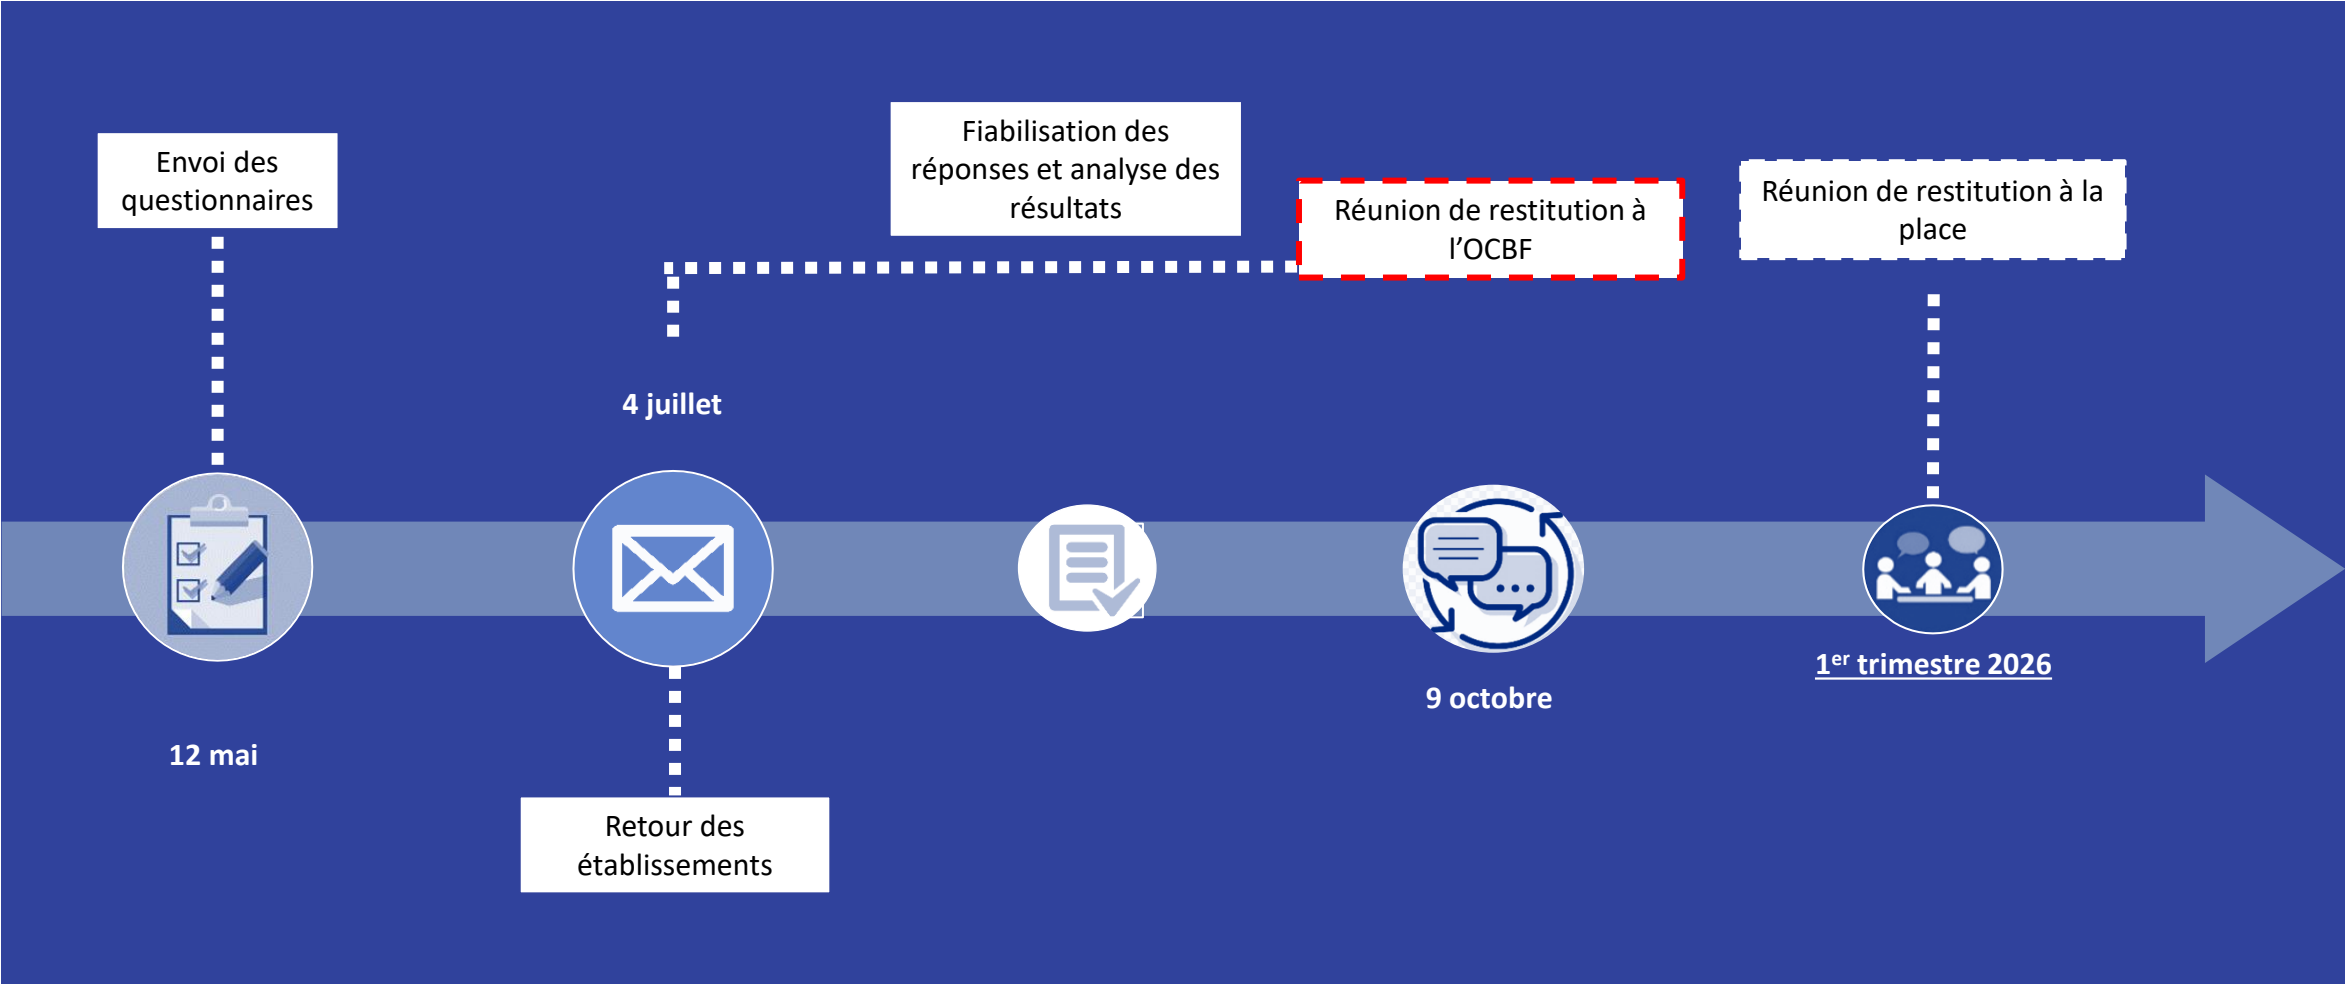 Envoi des
questionnaires
12 mai
4 juillet
Retour des
établissements
Fiabilisation des
réponses et analyse des
résultats
Réunion de restitution à
l’OCBF
9 octobre
Réunion de restitution à la
place
1er trimestre 2026